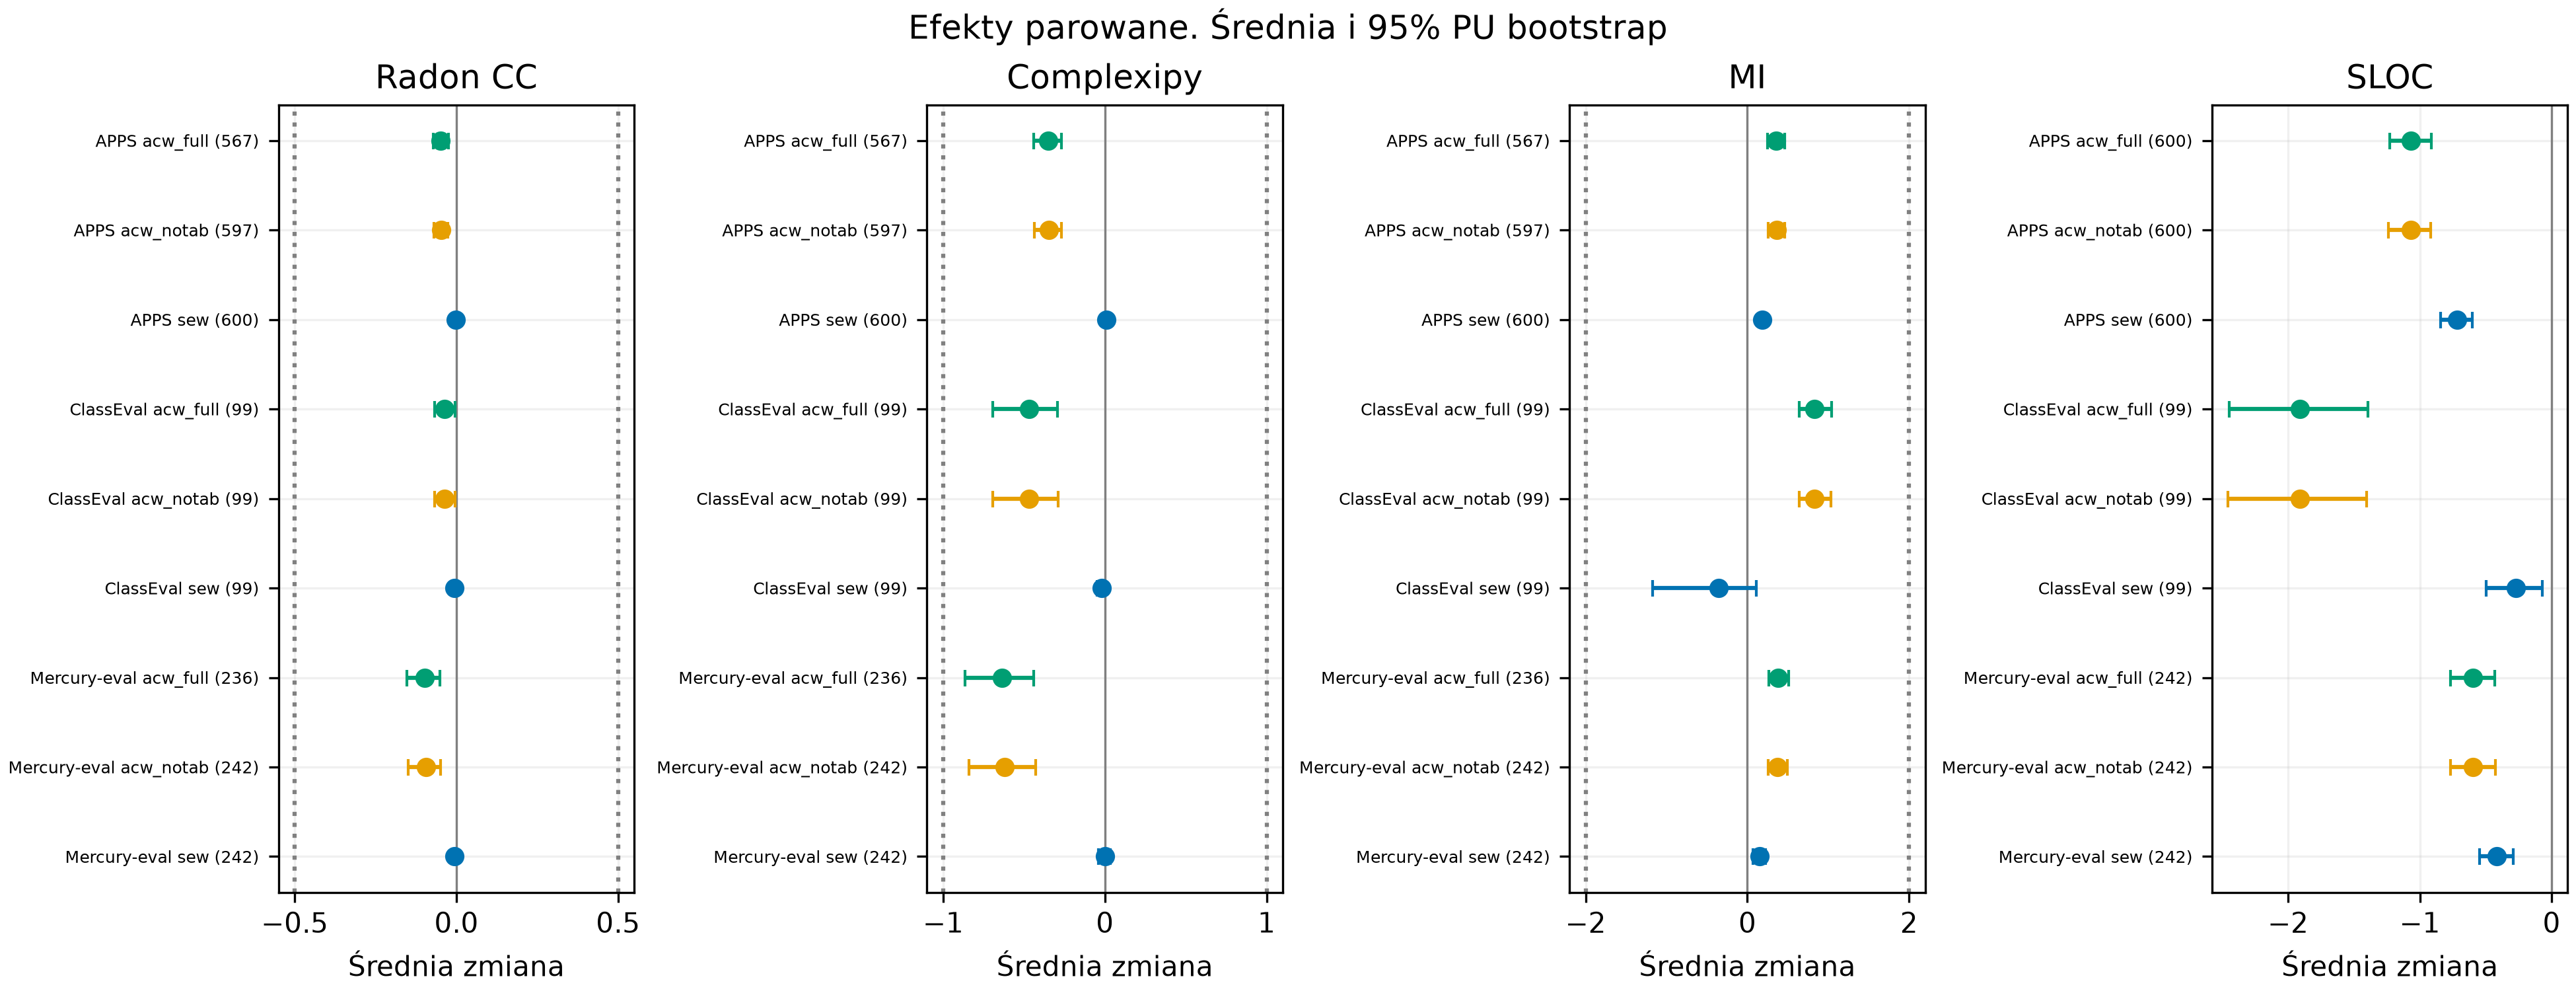 Efekty parowane. Średnia i 95% PU bootstrap
Radon CC
APPS acw_full (567)
APPS acw_notab (597)
APPS sew (600)
ClassEval acw_full (99)
ClassEval acw_notab (99)
ClassEval sew (99)
Mercury-eval acw_full (236)
Mercury-eval acw_notab (242)
Mercury-eval sew (242)
−0.5 0.0 0.5
Średnia zmiana
Complexipy
APPS acw_full (567)
APPS acw_notab (597)
APPS sew (600)
ClassEval acw_full (99)
ClassEval acw_notab (99)
ClassEval sew (99)
Mercury-eval acw_full (236)
Mercury-eval acw_notab (242)
Mercury-eval sew (242)
−1 0 1
Średnia zmiana
MI
APPS acw_full (567)
APPS acw_notab (597)
APPS sew (600)
ClassEval acw_full (99)
ClassEval acw_notab (99)
ClassEval sew (99)
Mercury-eval acw_full (236)
Mercury-eval acw_notab (242)
Mercury-eval sew (242)
−2 0 2
Średnia zmiana
SLOC
APPS acw_full (600)
APPS acw_notab (600)
APPS sew (600)
ClassEval acw_full (99)
ClassEval acw_notab (99)
ClassEval sew (99)
Mercury-eval acw_full (242)
Mercury-eval acw_notab (242)
Mercury-eval sew (242)
−2 −1 0
Średnia zmiana